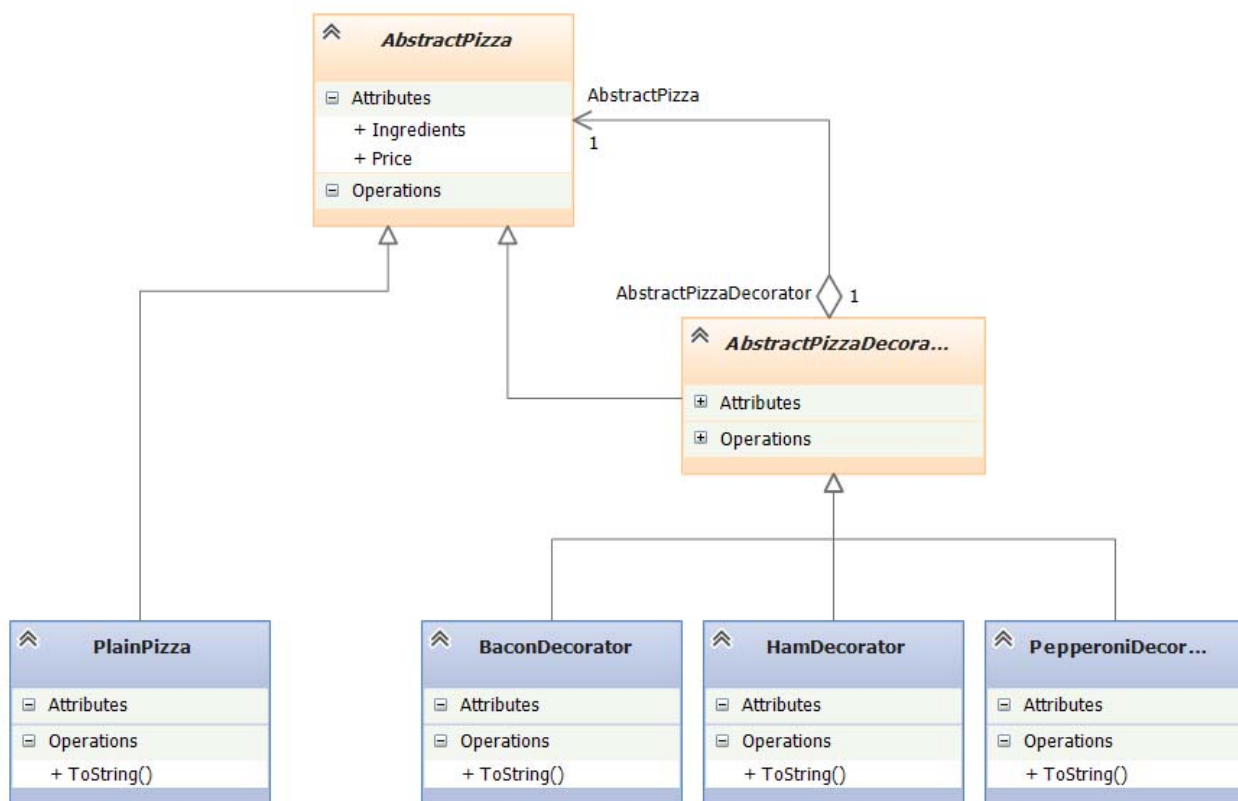 AbstractPizza
Attributes
+ Ingredients
+ Price
Operations
AbstractPizza
1
AbstractPizzaDecorator
1
AbstractPizzaDecora...
Attributes
Operations
PlainPizza
Attributes
Operations
+ ToString()
BaconDecorator
Attributes
Operations
+ ToString()
HamDecorator
Attributes
Operations
+ ToString()
PepperoniDecor...
Attributes
Operations
+ ToString()